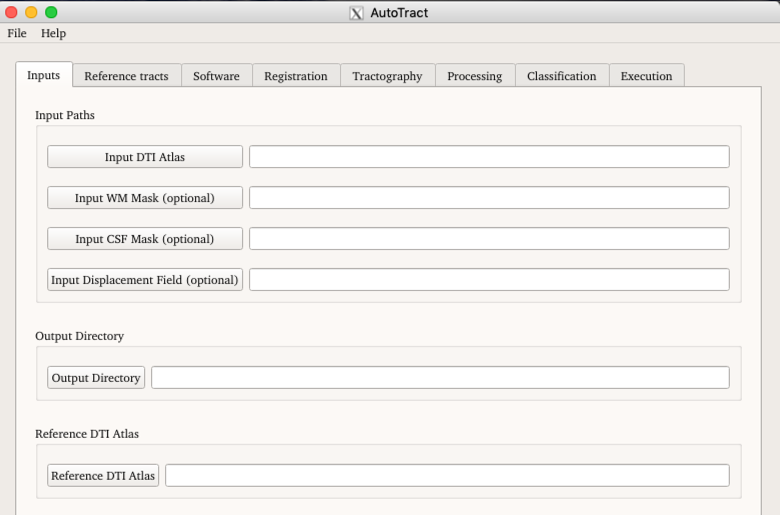 AutoTract
File Help
Inputs Reference tracts Software Registration Tractography Processing Classification Execution
Input Paths
Input DTI Atlas
Input WM Mask (optional)
Input CSF Mask (optional)
Input Displacement Field (optional)
Output Directory
Output Directory
Reference DTI Atlas
Reference DTI Atlas